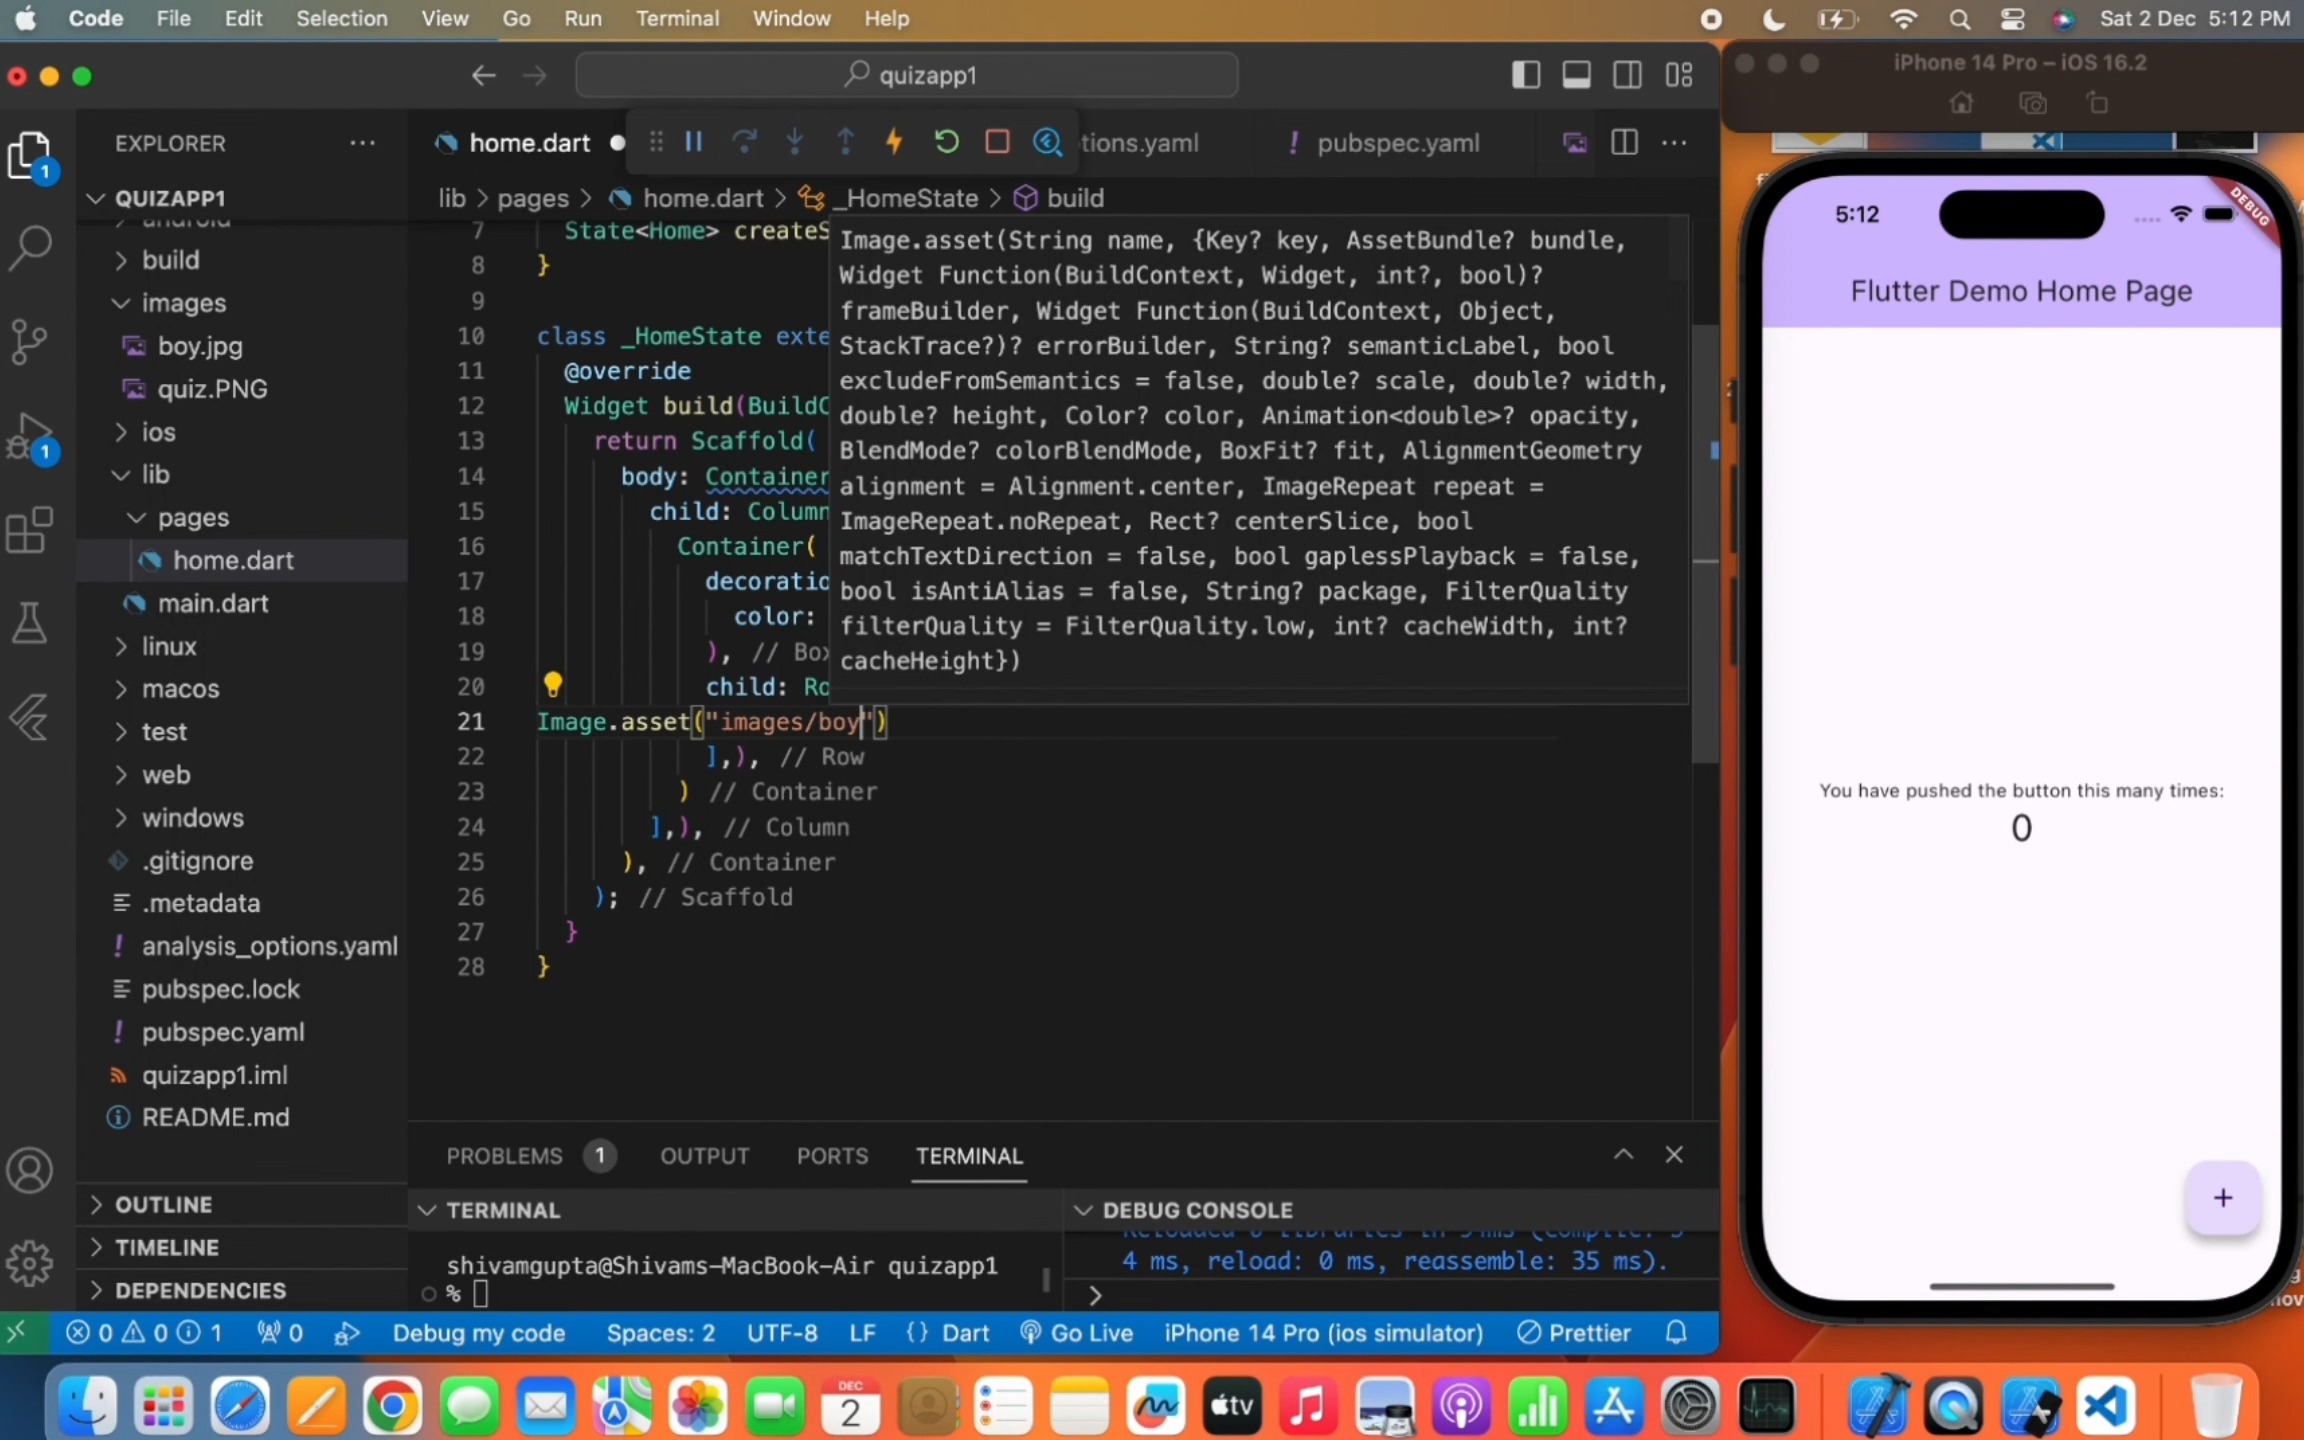 Code File Edit Selection View Go Run Terminal Window Help
Sat 2 Dec 5:12 PM
quizapp1
iPhone 14 Pro – iOS 16.2
EXPLORER
home.dart
tions.yaml
! pubspec.yaml
QUIZAPP1
lib > pages > home.dart > _HomeState > build
android
build
images
boy.jpg
quiz.PNG
ios
lib
pages
home.dart
main.dart
linux
macos
test
web
windows
.gitignore
.metadata
! analysis_options.yaml
pubspec.lock
! pubspec.yaml
quizapp1.iml
README.md
OUTLINE
TIMELINE
DEPENDENCIES
1
1
7 State<Home> createS
8 }
9
10 class _HomeState exte
11 @override
12 Widget build(BuildC
13 return Scaffold(
14 body: Container
15 child: Column
16 Container(
17 decoratio
18 color:
19 ), // Box
20 child: Ro
21 Image.asset("images/boy")
22 ],), // Row
23 ) // Container
24 ],), // Column
25 ), // Container
26 ); // Scaffold
27 }
28 }
Image.asset(String name, {Key? key, AssetBundle? bundle,
Widget Function(BuildContext, Widget, int?, bool)?
frameBuilder, Widget Function(BuildContext, Object,
StackTrace?)? errorBuilder, String? semanticLabel, bool
excludeFromSemantics = false, double? scale, double? width,
double? height, Color? color, Animation<double>? opacity,
BlendMode? colorBlendMode, BoxFit? fit, AlignmentGeometry
alignment = Alignment.center, ImageRepeat repeat =
ImageRepeat.noRepeat, Rect? centerSlice, bool
matchTextDirection = false, bool gaplessPlayback = false,
bool isAntiAlias = false, String? package, FilterQuality
filterQuality = FilterQuality.low, int? cacheWidth, int?
cacheHeight})
PROBLEMS 1 OUTPUT PORTS TERMINAL
TERMINAL
shivamgupta@Shivams-MacBook-Air quizapp1
%
DEBUG CONSOLE
4 ms, reload: 0 ms, reassemble: 35 ms).
>
0 0 1 0 Debug my code Spaces: 2 UTF-8 LF {} Dart Go Live iPhone 14 Pro (ios simulator) Prettier
5:12
DEBUG
Flutter Demo Home Page
You have pushed the button this many times:
0
+
DEC
2
tv